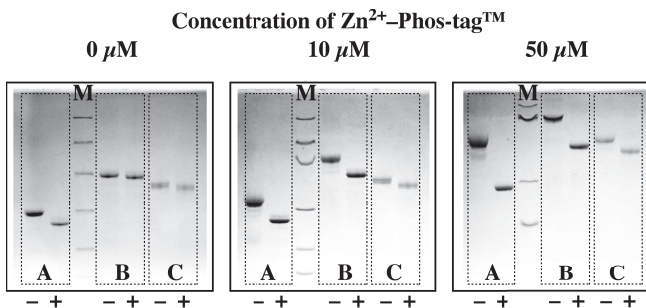 Concentration of Zn²⁺–Phos-tag™
0 µM 10 µM 50 µM
M M M
A B C A B C A B C
− + − + − + − + − + − + − + − + − +